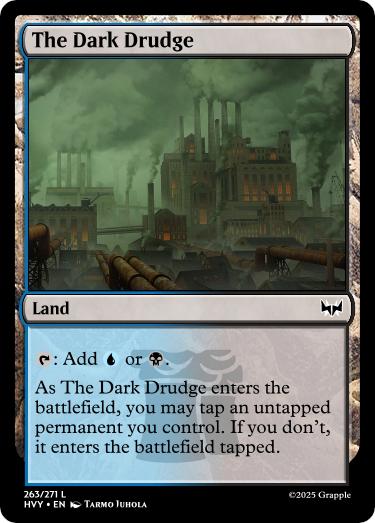 The Dark Drudge
Land
: Add or .
As The Dark Drudge enters the
battlefield, you may tap an untapped
permanent you control. If you don't,
it enters the battlefield tapped.
263/271 L
HVY • EN Tarmo Juhola
©2025 Grapple